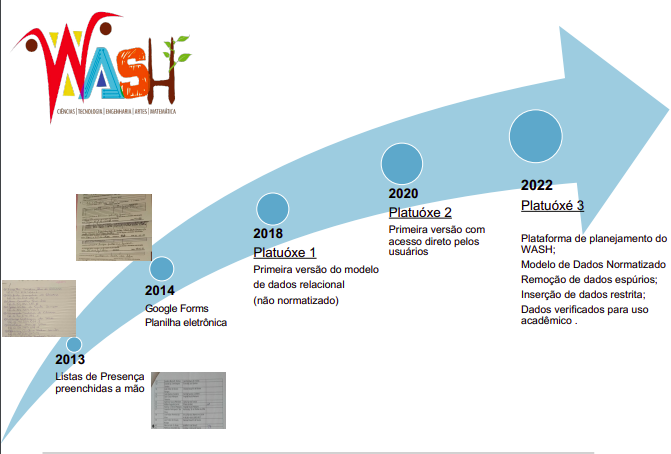 WASH
CIÊNCIAS | TECNOLOGIA | ENGENHARIA | ARTES | MATEMÁTICA
2013
Listas de Presença
preenchidas a mão
2014
Google Forms
Planilha eletrônica
2018
Platuóxe 1
Primeira versão do modelo
de dados relacional
(não normatizado)
2020
Platuóxe 2
Primeira versão com
acesso direto pelos
usuários
2022
Platuóxé 3
Plataforma de planejamento do
WASH;
Modelo de Dados Normatizado
Remoção de dados espúrios;
Inserção de dados restrita;
Dados verificados para uso
acadêmico .